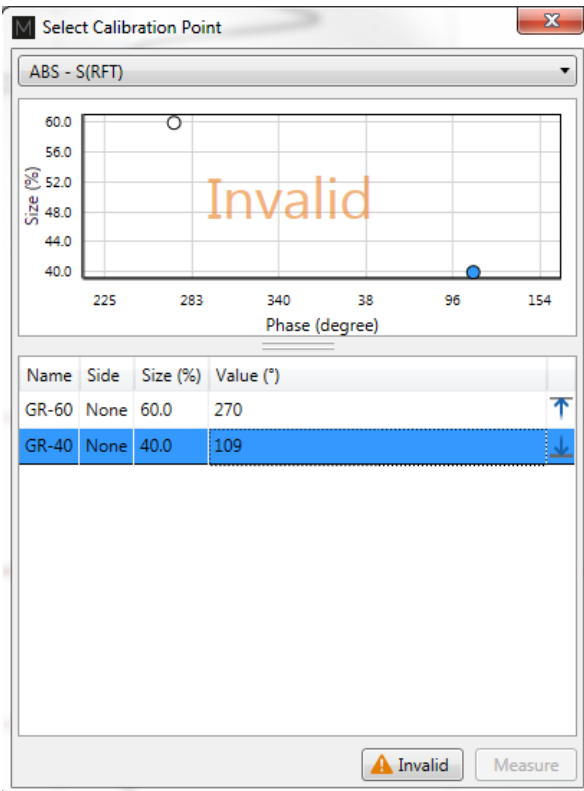 M Select Calibration Point x
ABS - S(RFT)
60.0
56.0
52.0
48.0
44.0
40.0
Size (%)
Invalid
225 283 340 38 96 154
Phase (degree)
Name Side Size (%) Value (°)
GR-60 None 60.0 270
GR-40 None 40.0 109
Invalid Measure